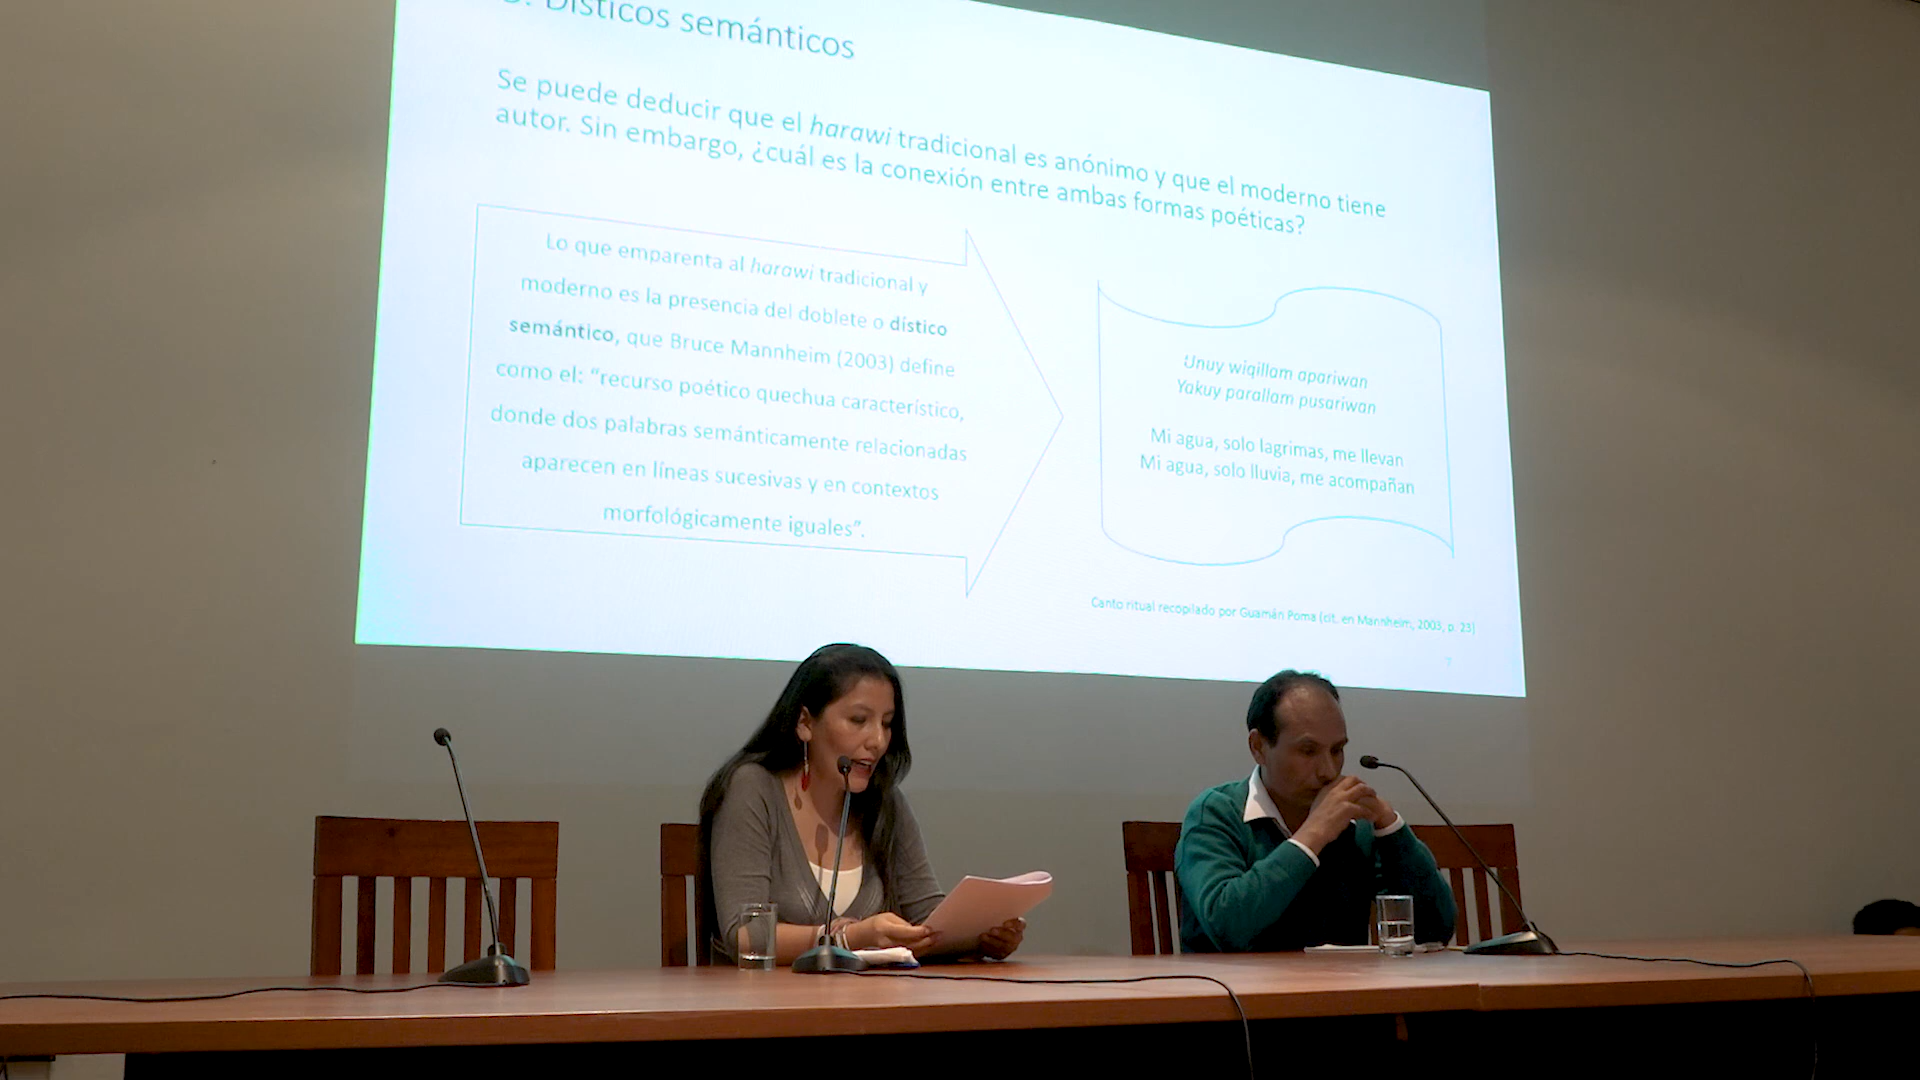 Dísticos semánticos
Se puede deducir que el harawi tradicional es anónimo y que el moderno tiene
autor. Sin embargo, ¿cuál es la conexión entre ambas formas poéticas?
Lo que emparenta al harawi tradicional y
moderno es la presencia del doblete o dístico
semántico, que Bruce Mannheim (2003) define
como el: “recurso poético quechua característico,
donde dos palabras semánticamente relacionadas
aparecen en líneas sucesivas y en contextos
morfológicamente iguales”.
Unuy wiqillam apariwan
Yakuy parallam pusariwan
Mi agua, solo lagrimas, me llevan
Mi agua, solo lluvia, me acompañan
Canto ritual recopilado por Guamán Poma (cit. en Mannheim, 2003, p. 23)
7